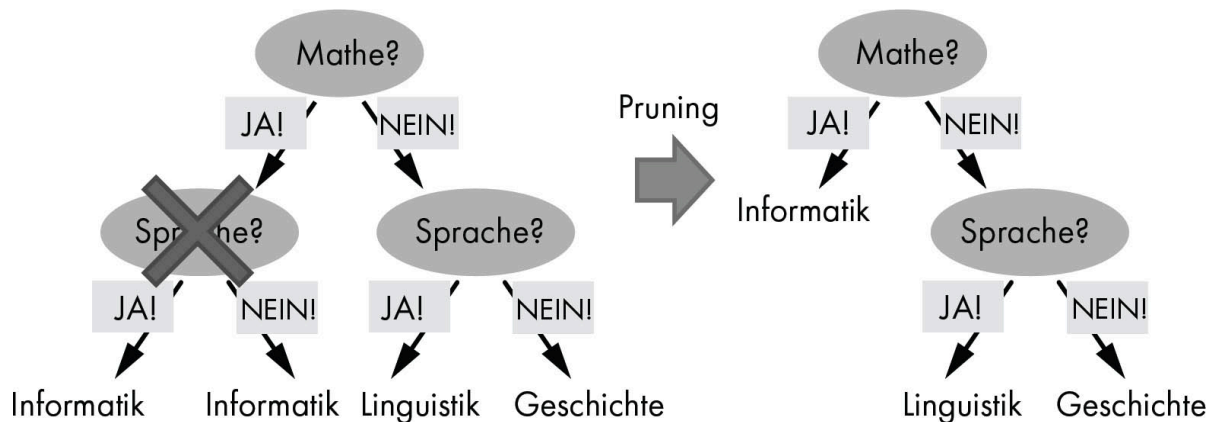 Mathe?
JA!
NEIN!
Sprache?
Sprache?
JA!
NEIN!
JA!
NEIN!
Informatik
Informatik
Linguistik
Geschichte
Pruning
Mathe?
JA!
NEIN!
Informatik
Sprache?
JA!
NEIN!
Linguistik
Geschichte